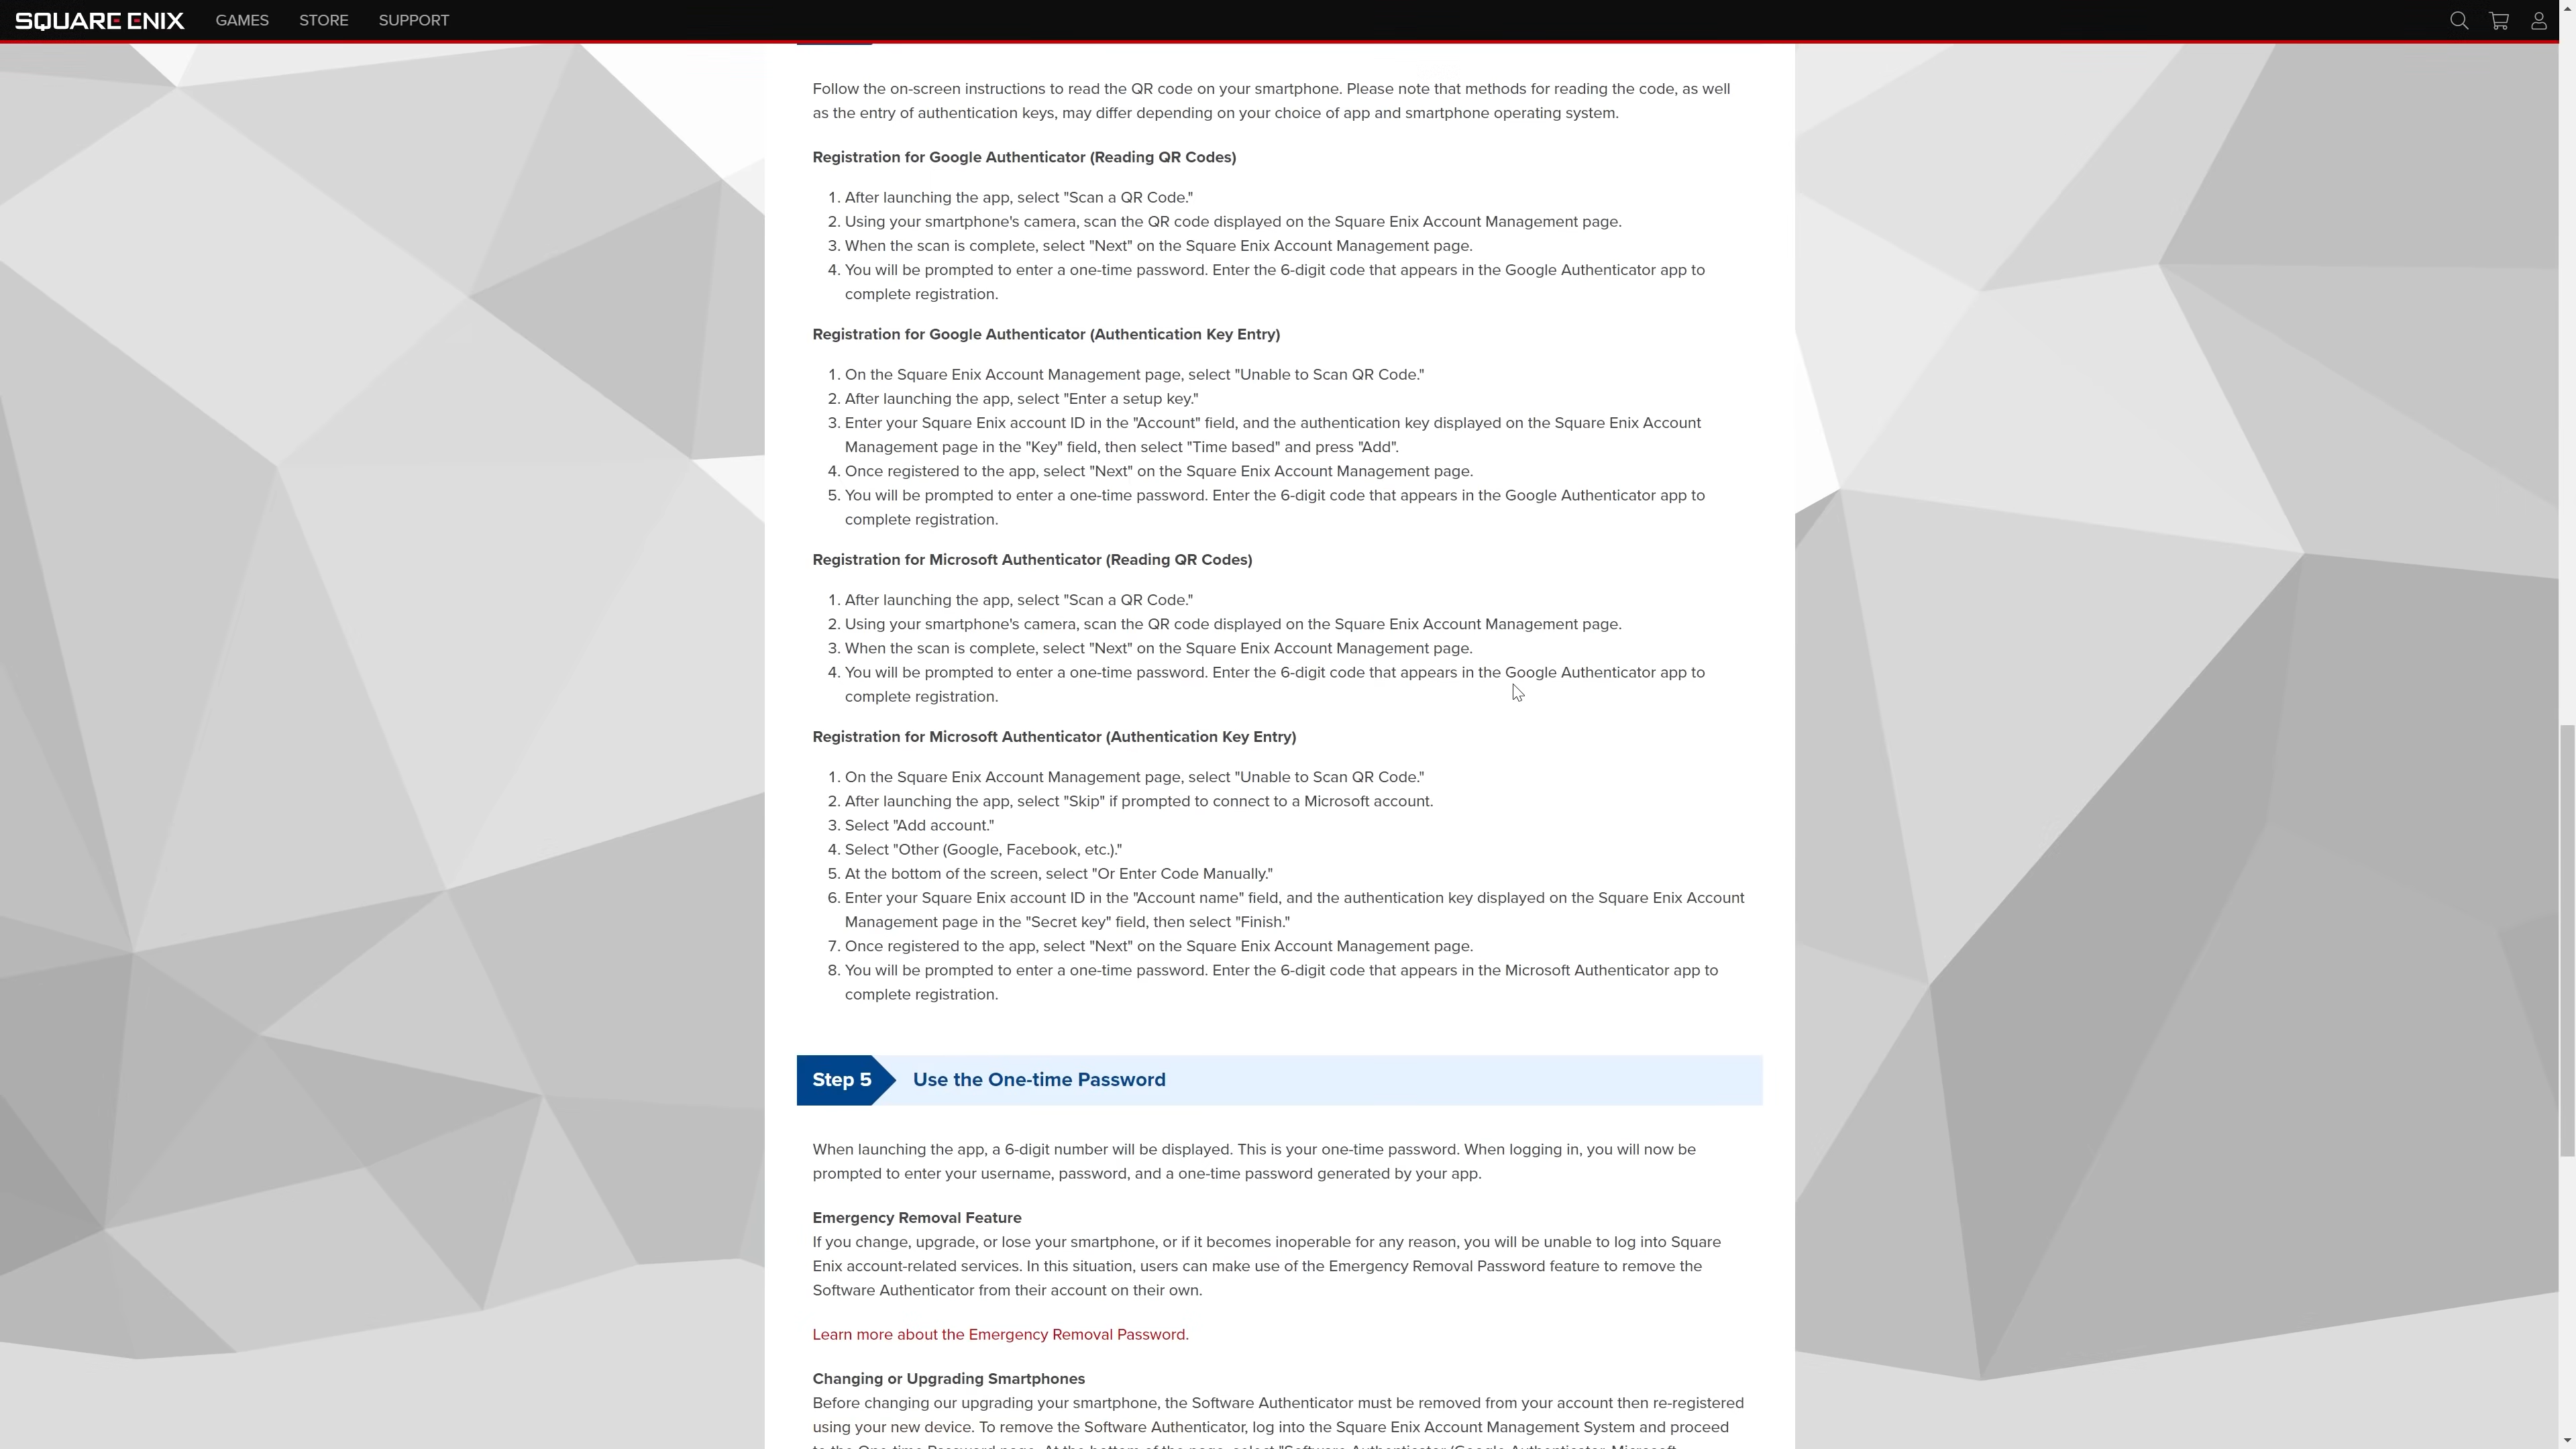 SQUARE ENIX GAMES STORE SUPPORT
Follow the on-screen instructions to read the QR code on your smartphone. Please note that methods for reading the code, as well
as the entry of authentication keys, may differ depending on your choice of app and smartphone operating system.
Registration for Google Authenticator (Reading QR Codes)
1. After launching the app, select "Scan a QR Code."
2. Using your smartphone's camera, scan the QR code displayed on the Square Enix Account Management page.
3. When the scan is complete, select "Next" on the Square Enix Account Management page.
4. You will be prompted to enter a one-time password. Enter the 6-digit code that appears in the Google Authenticator app to
complete registration.
Registration for Google Authenticator (Authentication Key Entry)
1. On the Square Enix Account Management page, select "Unable to Scan QR Code."
2. After launching the app, select "Enter a setup key."
3. Enter your Square Enix account ID in the "Account" field, and the authentication key displayed on the Square Enix Account
Management page in the "Key" field, then select "Time based" and press "Add".
4. Once registered to the app, select "Next" on the Square Enix Account Management page.
5. You will be prompted to enter a one-time password. Enter the 6-digit code that appears in the Google Authenticator app to
complete registration.
Registration for Microsoft Authenticator (Reading QR Codes)
1. After launching the app, select "Scan a QR Code."
2. Using your smartphone's camera, scan the QR code displayed on the Square Enix Account Management page.
3. When the scan is complete, select "Next" on the Square Enix Account Management page.
4. You will be prompted to enter a one-time password. Enter the 6-digit code that appears in the Google Authenticator app to
complete registration.
Registration for Microsoft Authenticator (Authentication Key Entry)
1. On the Square Enix Account Management page, select "Unable to Scan QR Code."
2. After launching the app, select "Skip" if prompted to connect to a Microsoft account.
3. Select "Add account."
4. Select "Other (Google, Facebook, etc.)."
5. At the bottom of the screen, select "Or Enter Code Manually."
6. Enter your Square Enix account ID in the "Account name" field, and the authentication key displayed on the Square Enix Account
Management page in the "Secret key" field, then select "Finish."
7. Once registered to the app, select "Next" on the Square Enix Account Management page.
8. You will be prompted to enter a one-time password. Enter the 6-digit code that appears in the Microsoft Authenticator app to
complete registration.
Step 5 Use the One-time Password
When launching the app, a 6-digit number will be displayed. This is your one-time password. When logging in, you will now be
prompted to enter your username, password, and a one-time password generated by your app.
Emergency Removal Feature
If you change, upgrade, or lose your smartphone, or if it becomes inoperable for any reason, you will be unable to log into Square
Enix account-related services. In this situation, users can make use of the Emergency Removal Password feature to remove the
Software Authenticator from their account on their own.
Learn more about the Emergency Removal Password.
Changing or Upgrading Smartphones
Before changing our upgrading your smartphone, the Software Authenticator must be removed from your account then re-registered
using your new device. To remove the Software Authenticator, log into the Square Enix Account Management System and proceed
to the One-time Password page. At the bottom of the page, select "Software Authenticator (Google Authenticator, Microsoft